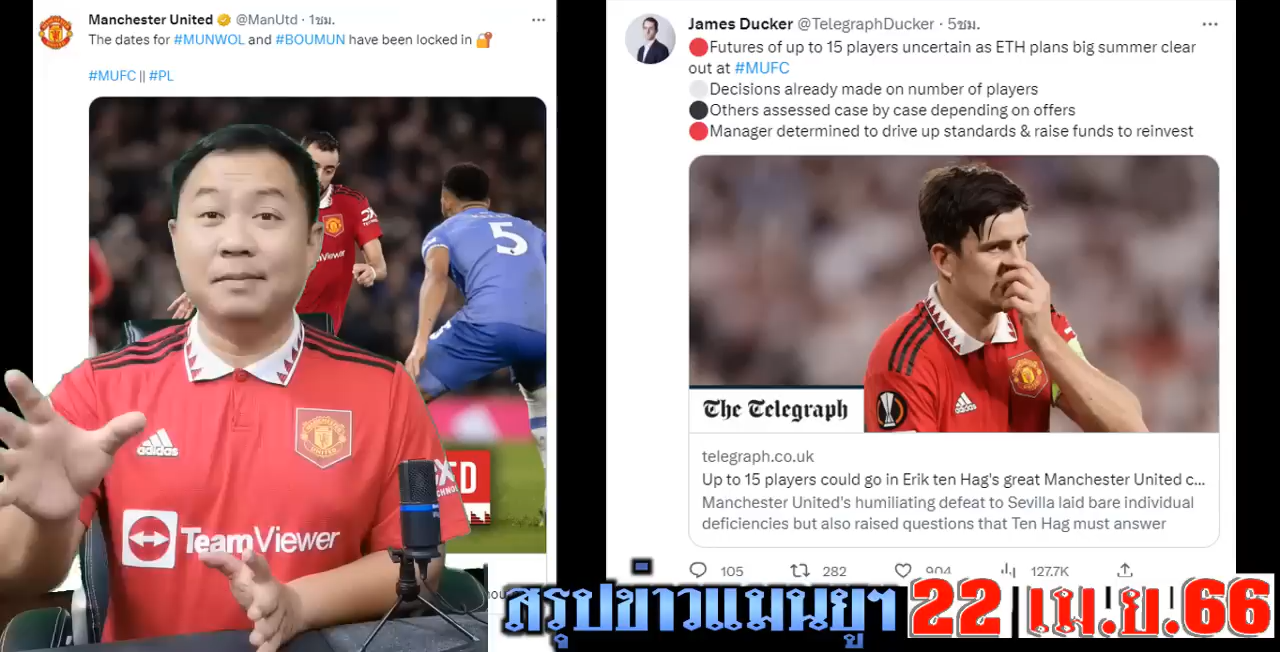 Manchester United @ManUtd · 1ชม.
The dates for #MUNWOL and #BOUMUN have been locked in
#MUFC || #PL
5
adidas
TeamViewer
The Telegraph
James Ducker @TelegraphDucker · 5ชม.
Futures of up to 15 players uncertain as ETH plans big summer clear
out at #MUFC
Decisions already made on number of players
Others assessed case by case depending on offers
Manager determined to drive up standards & raise funds to reinvest
adidas
telegraph.co.uk
Up to 15 players could go in Erik ten Hag's great Manchester United c...
Manchester United's humiliating defeat to Sevilla laid bare individual
deficiencies but also raised questions that Ten Hag must answer
105 282 904 127.7K
สรุปข่าวแมนยูฯ 22 เม.ย.66